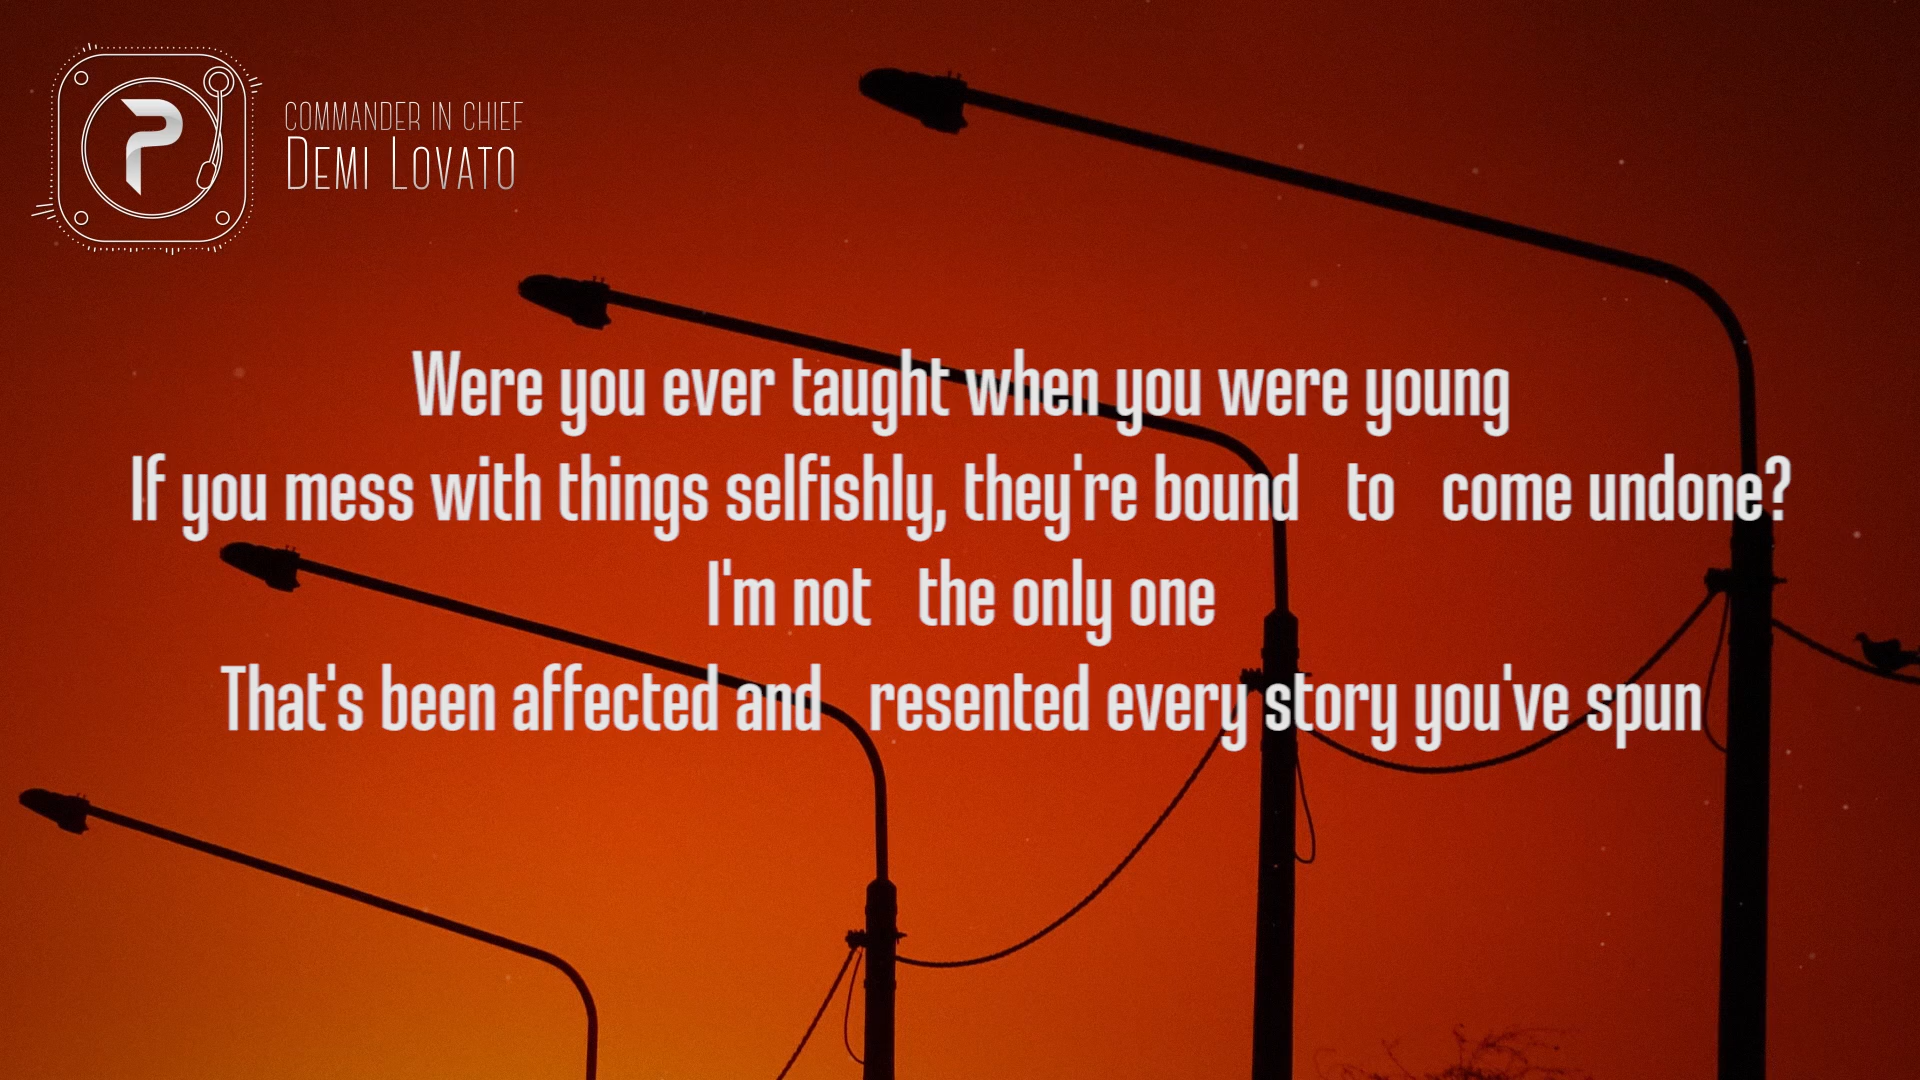 COMMANDER IN CHIEF
DEMI LOVATO
Were you ever taught when you were young
If you mess with things selfishly, they're bound to come undone?
I'm not the only one
That's been affected and resented every story you've spun